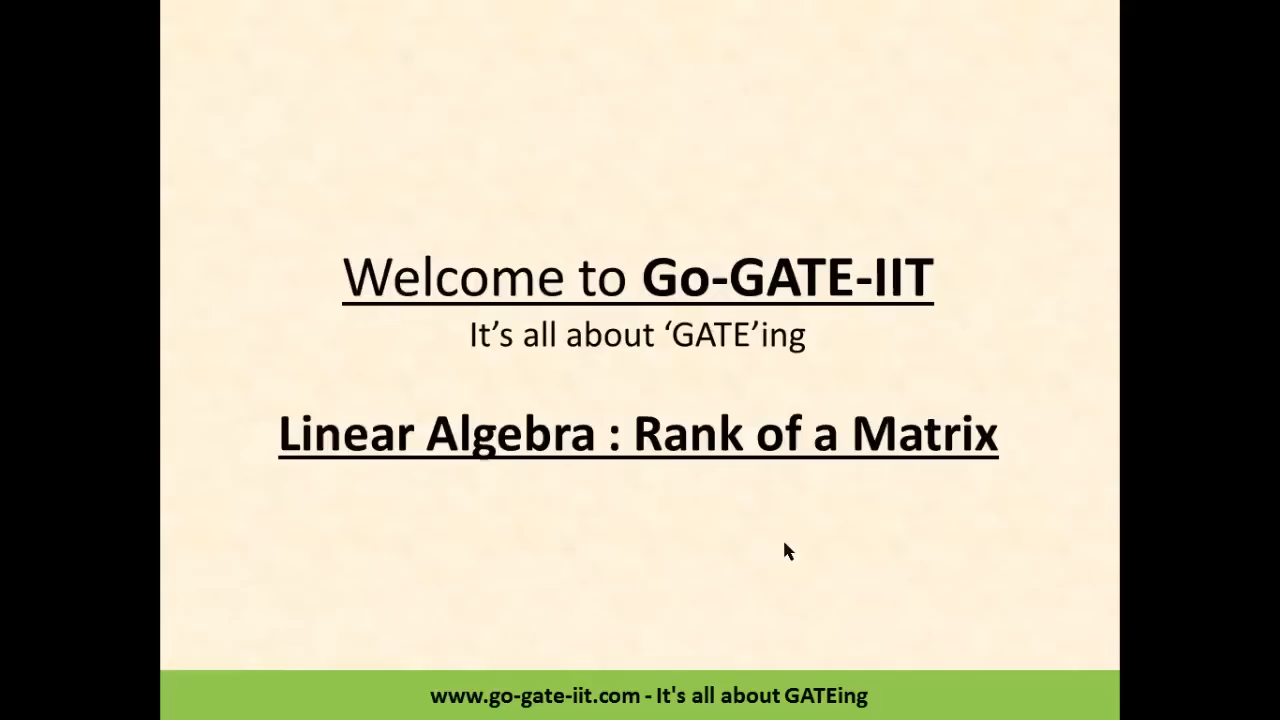 Welcome to Go-GATE-IIT
It’s all about ‘GATE’ing
Linear Algebra : Rank of a Matrix
www.go-gate-iit.com - It's all about GATEing